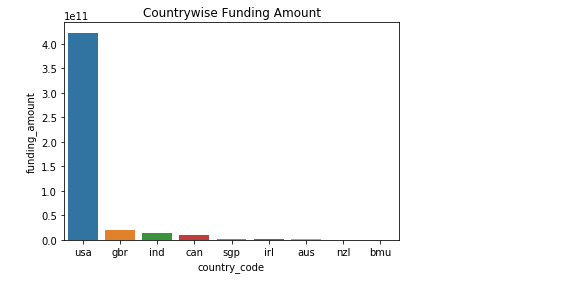 Countrywise Funding Amount
1e11
4.0
3.5
3.0
2.5
2.0
1.5
1.0
0.5
0.0
funding_amount
usa gbr ind can sgp irl aus nzl bmu
country_code